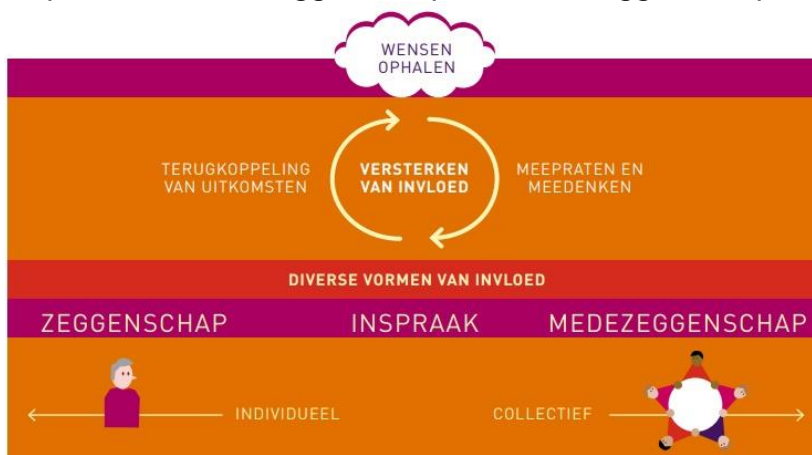 WENSEN
OPHALEN
TERUGKOPPELING
VAN UITKOMSTEN
VERSTERKEN
VAN INVLOED
MEEPRATEN EN
MEEDENKEN
DIVERSE VORMEN VAN INVLOED
ZEGGENSCHAP
INSPRAAK
MEDEZEGGENSCHAP
INDIVIDUEEL
COLLECTIEF